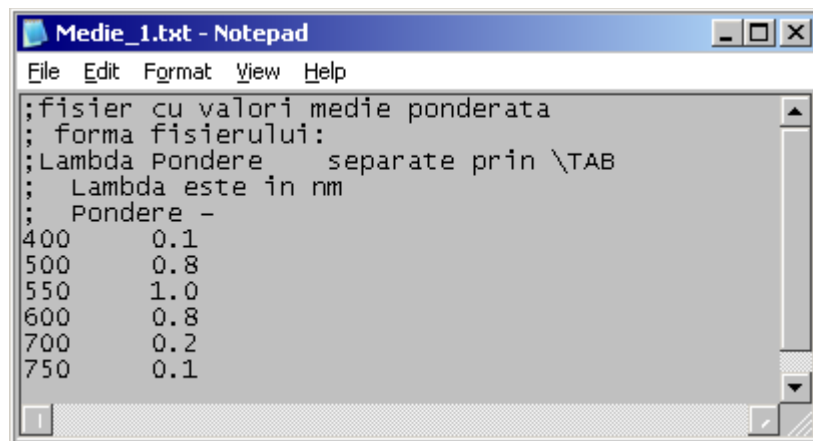 Medie_1.txt - Notepad
File Edit Format View Help
;fisier cu valori medie ponderata
; forma fisierului:
;Lambda Pondere    separate prin \TAB
;  Lambda este in nm
;  Pondere -
400	0.1
500	0.8
550	1.0
600	0.8
700	0.2
750	0.1